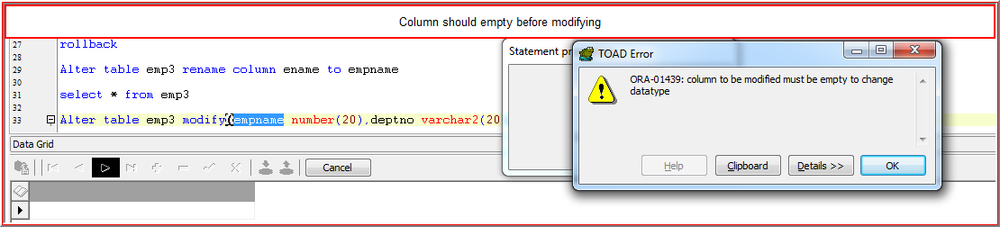 Column should empty before modifying
27 rollback
28
29 Alter table emp3 rename column ename to empname
30
31 select * from emp3
32
33 Alter table emp3 modify(empname number(20),deptno varchar2(20
Statement pr
TOAD Error
ORA-01439: column to be modified must be empty to change
datatype
Help Clipboard Details >> OK
Data Grid
Cancel